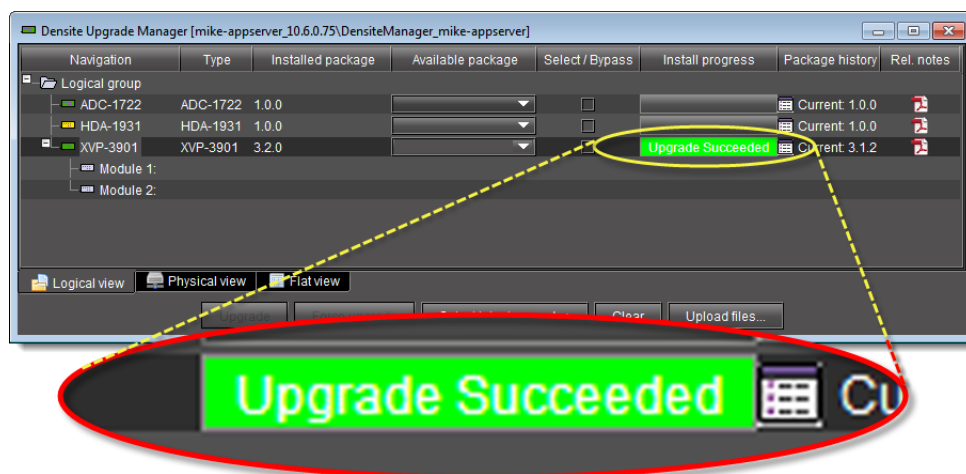 Densite Upgrade Manager [mike-appserver_10.6.0.75\DensiteManager_mike-appserver]
Navigation Type Installed package Available package Select / Bypass Install progress Package history Rel. notes
Logical group
ADC-1722 ADC-1722 1.0.0 Current: 1.0.0
HDA-1931 HDA-1931 1.0.0 Current: 1.0.0
XVP-3901 XVP-3901 3.2.0 Upgrade Succeeded Current: 3.1.2
Module 1:
Module 2:
Logical view Physical view Flat view
Upgrade Clear Upload files...
Upgrade Succeeded Cu